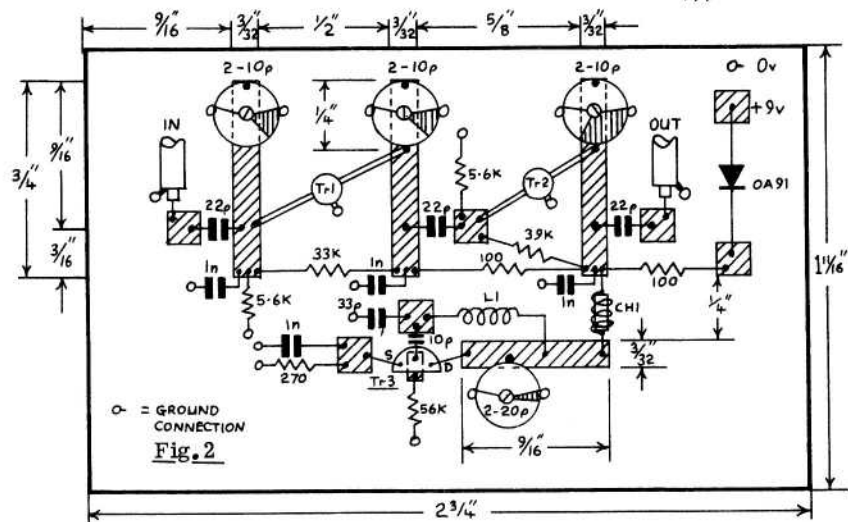 9/16"
3/32"
1/2"
3/32"
5/8"
3/32"
2-10p
2-10p
2-10p
0v
+9v
IN
1/4"
OUT
9/16"
3/4"
5.6K
OA91
Tr1
Tr2
22p
22p
22p
39K
3/16"
1 1/16"
33K
1n
100
100
1n
1n
5.6K
33p
L1
CH1
1/4"
1n
10p
S
D
3/32"
270
Tr3
56K
2-20p
= GROUND
CONNECTION
Fig.2
9/16"
2 3/4"